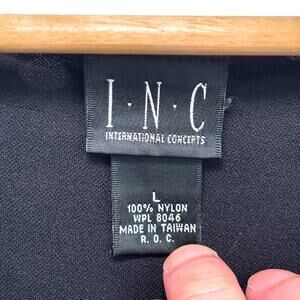 I·N·C
INTERNATIONAL CONCEPTS
L
100% NYLON
WPL 8046
MADE IN TAIWAN
R. O. C.